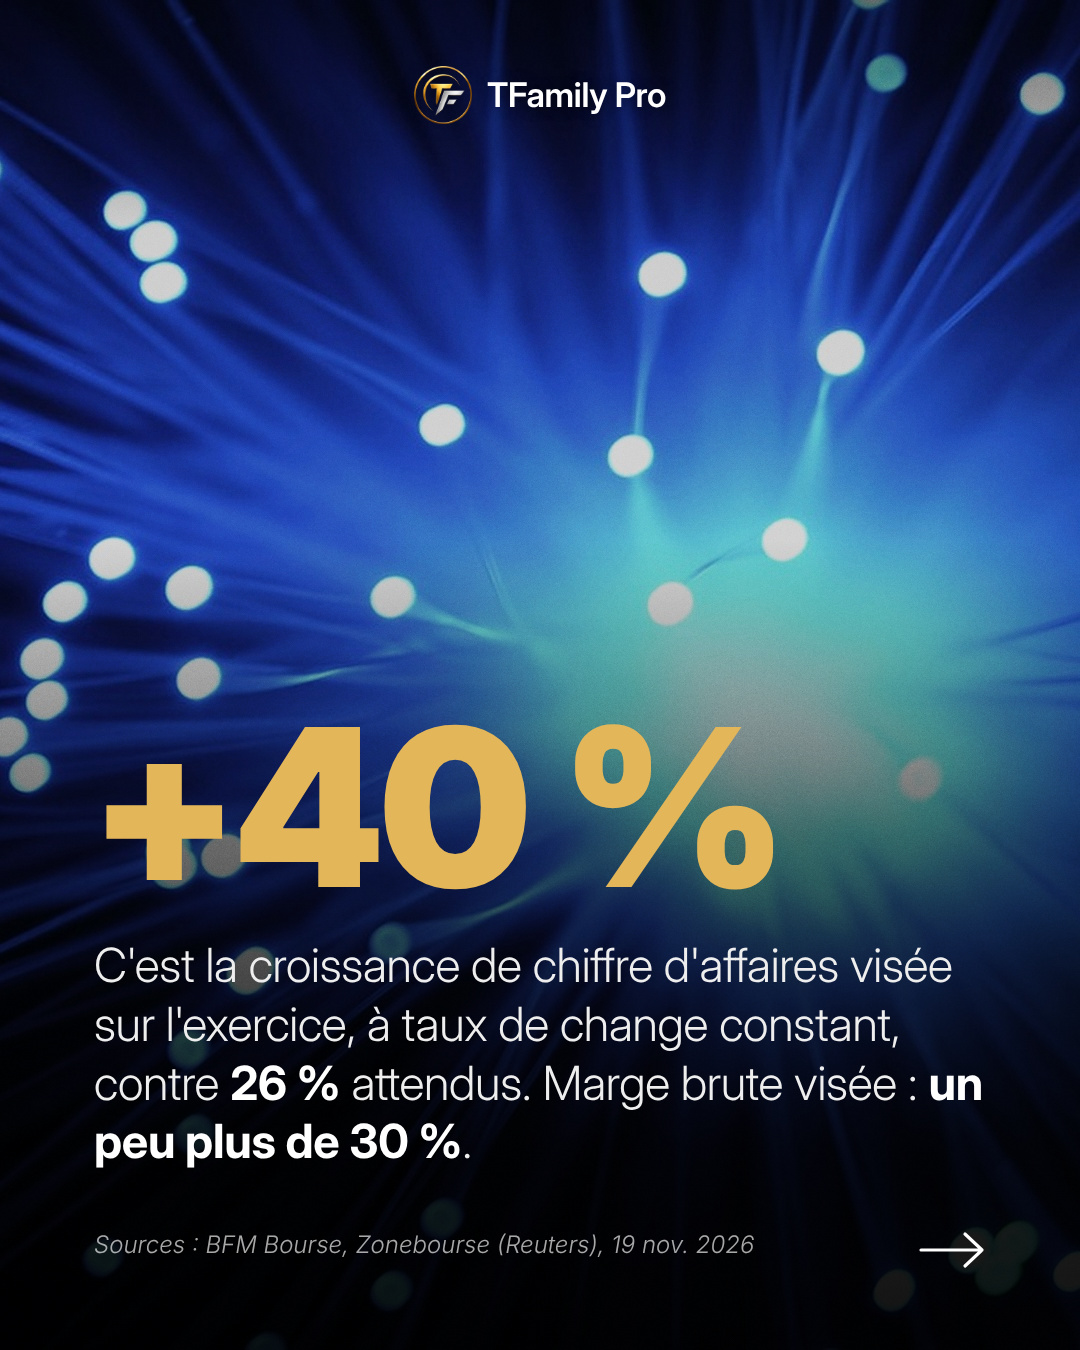 TFamily Pro
+40 %
C'est la croissance de chiffre d'affaires visée
sur l'exercice, à taux de change constant,
contre 26 % attendus. Marge brute visée : un
peu plus de 30 %.
Sources : BFM Bourse, Zonebourse (Reuters), 19 nov. 2026